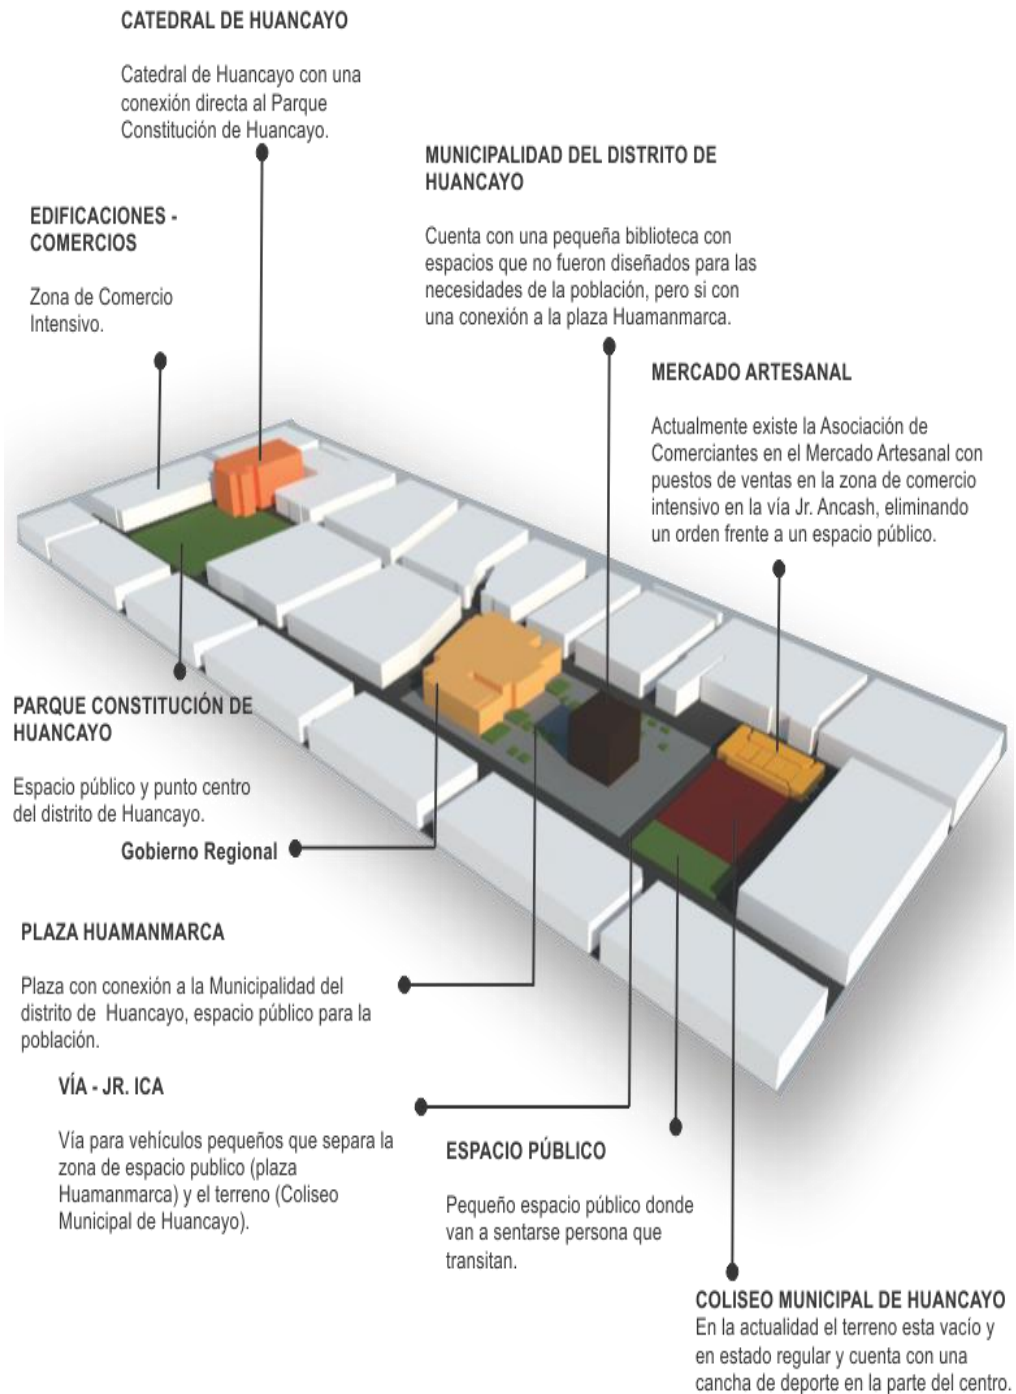 CATEDRAL DE HUANCAYO
Catedral de Huancayo con una
conexión directa al Parque
Constitución de Huancayo.
MUNICIPALIDAD DEL DISTRITO DE
HUANCAYO
Cuenta con una pequeña biblioteca con
espacios que no fueron diseñados para las
necesidades de la población, pero si con
una conexión a la plaza Huamanmarca.
EDIFICACIONES -
COMERCIOS
Zona de Comercio
Intensivo.
MERCADO ARTESANAL
Actualmente existe la Asociación de
Comerciantes en el Mercado Artesanal con
puestos de ventas en la zona de comercio
intensivo en la vía Jr. Ancash, eliminando
un orden frente a un espacio público.
PARQUE CONSTITUCIÓN DE
HUANCAYO
Espacio público y punto centro
del distrito de Huancayo.
Gobierno Regional
PLAZA HUAMANMARCA
Plaza con conexión a la Municipalidad del
distrito de Huancayo, espacio público para la
población.
VÍA - JR. ICA
Vía para vehículos pequeños que separa la
zona de espacio publico (plaza
Huamanmarca) y el terreno (Coliseo
Municipal de Huancayo).
ESPACIO PÚBLICO
Pequeño espacio público donde
van a sentarse persona que
transitan.
COLISEO MUNICIPAL DE HUANCAYO
En la actualidad el terreno esta vacío y
en estado regular y cuenta con una
cancha de deporte en la parte del centro.